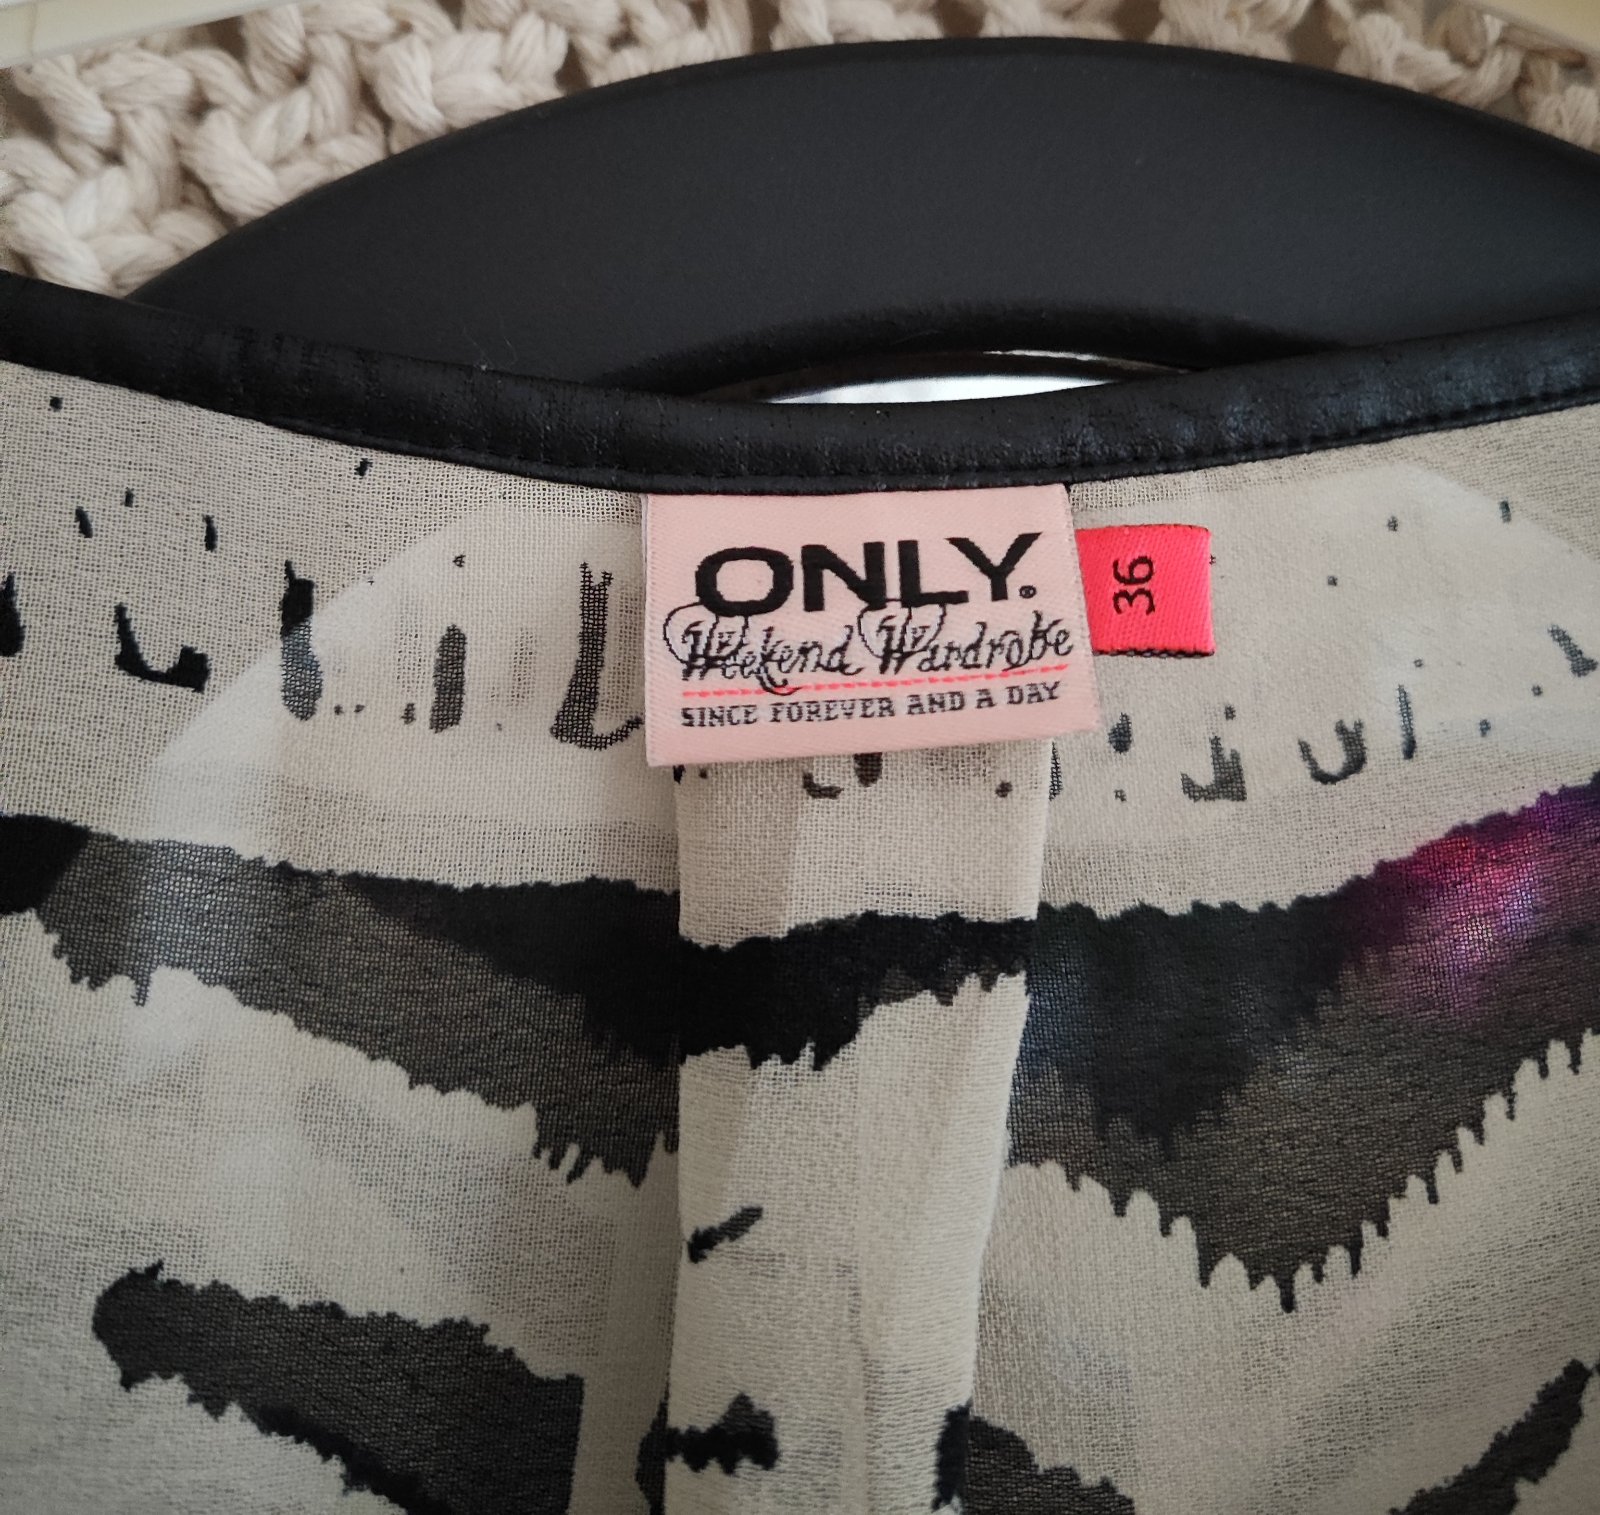 ONLY®
Weekend Wardrobe
SINCE FOREVER AND A DAY
36